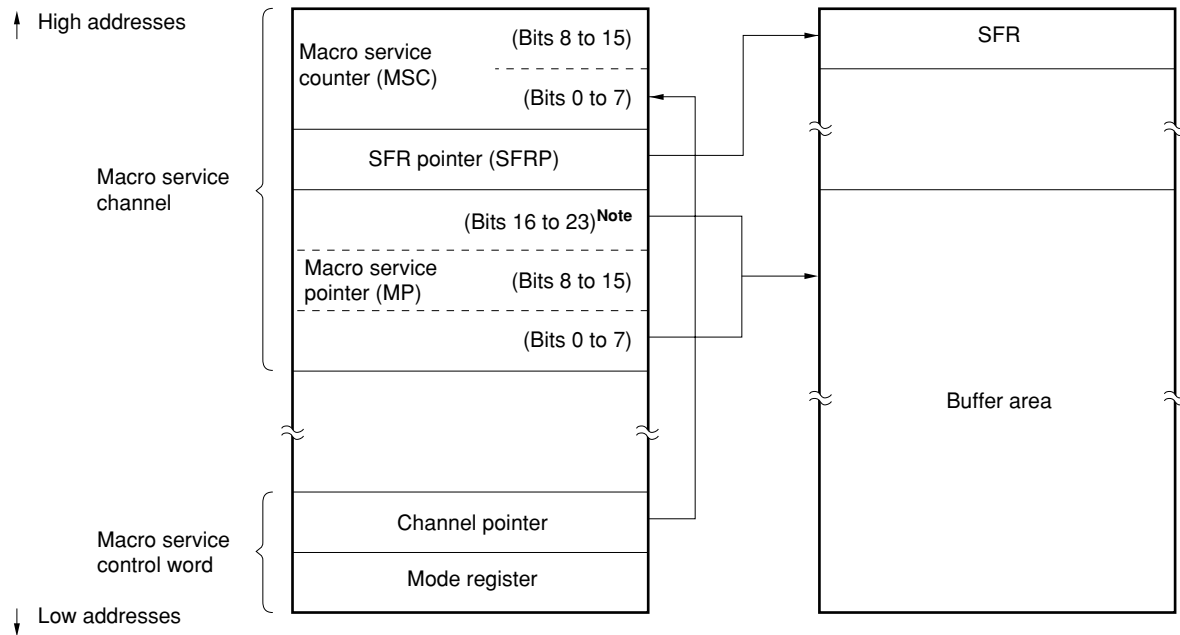 High addresses
Macro service
counter (MSC)
(Bits 8 to 15)
(Bits 0 to 7)
SFR pointer (SFRP)
Macro service
channel
(Bits 16 to 23)Note
Macro service
pointer (MP)
(Bits 8 to 15)
(Bits 0 to 7)
Channel pointer
Macro service
control word
Mode register
Low addresses
SFR
Buffer area